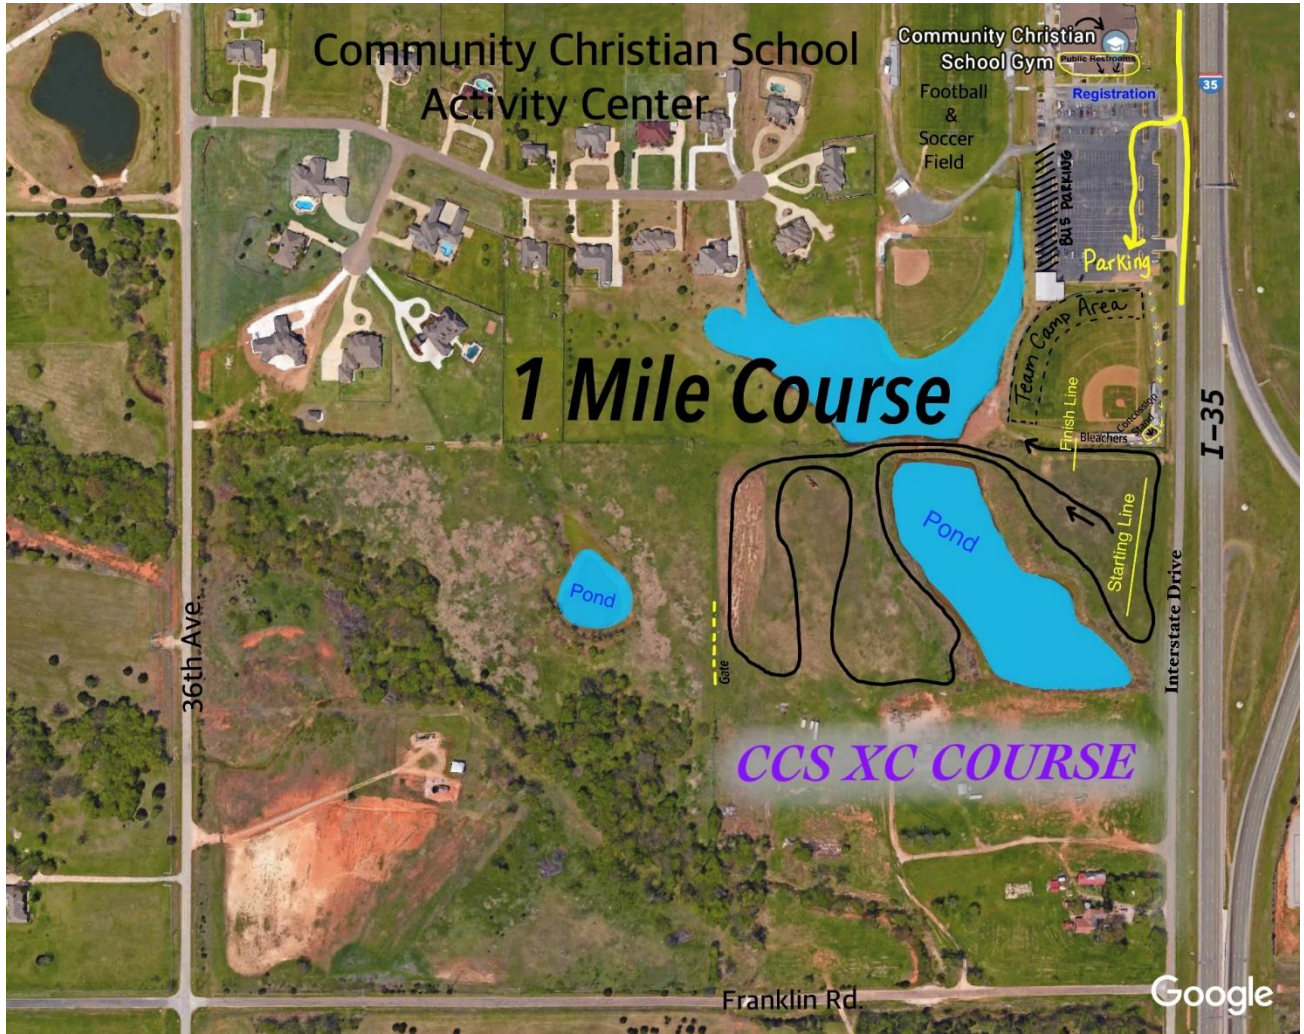 Community Christian School
Activity Center
Community Christian
School Gym
Public Restrooms
Registration
Football
&
Soccer
Field
35
BUS PARKING
Parking
Team Camp Area
1 Mile Course
Finish Line
Concession
Stand
Bleachers
I-35
Starting Line
Pond
Pond
Gate
Interstate Drive
36th Ave.
CCS XC COURSE
Franklin Rd.
Google